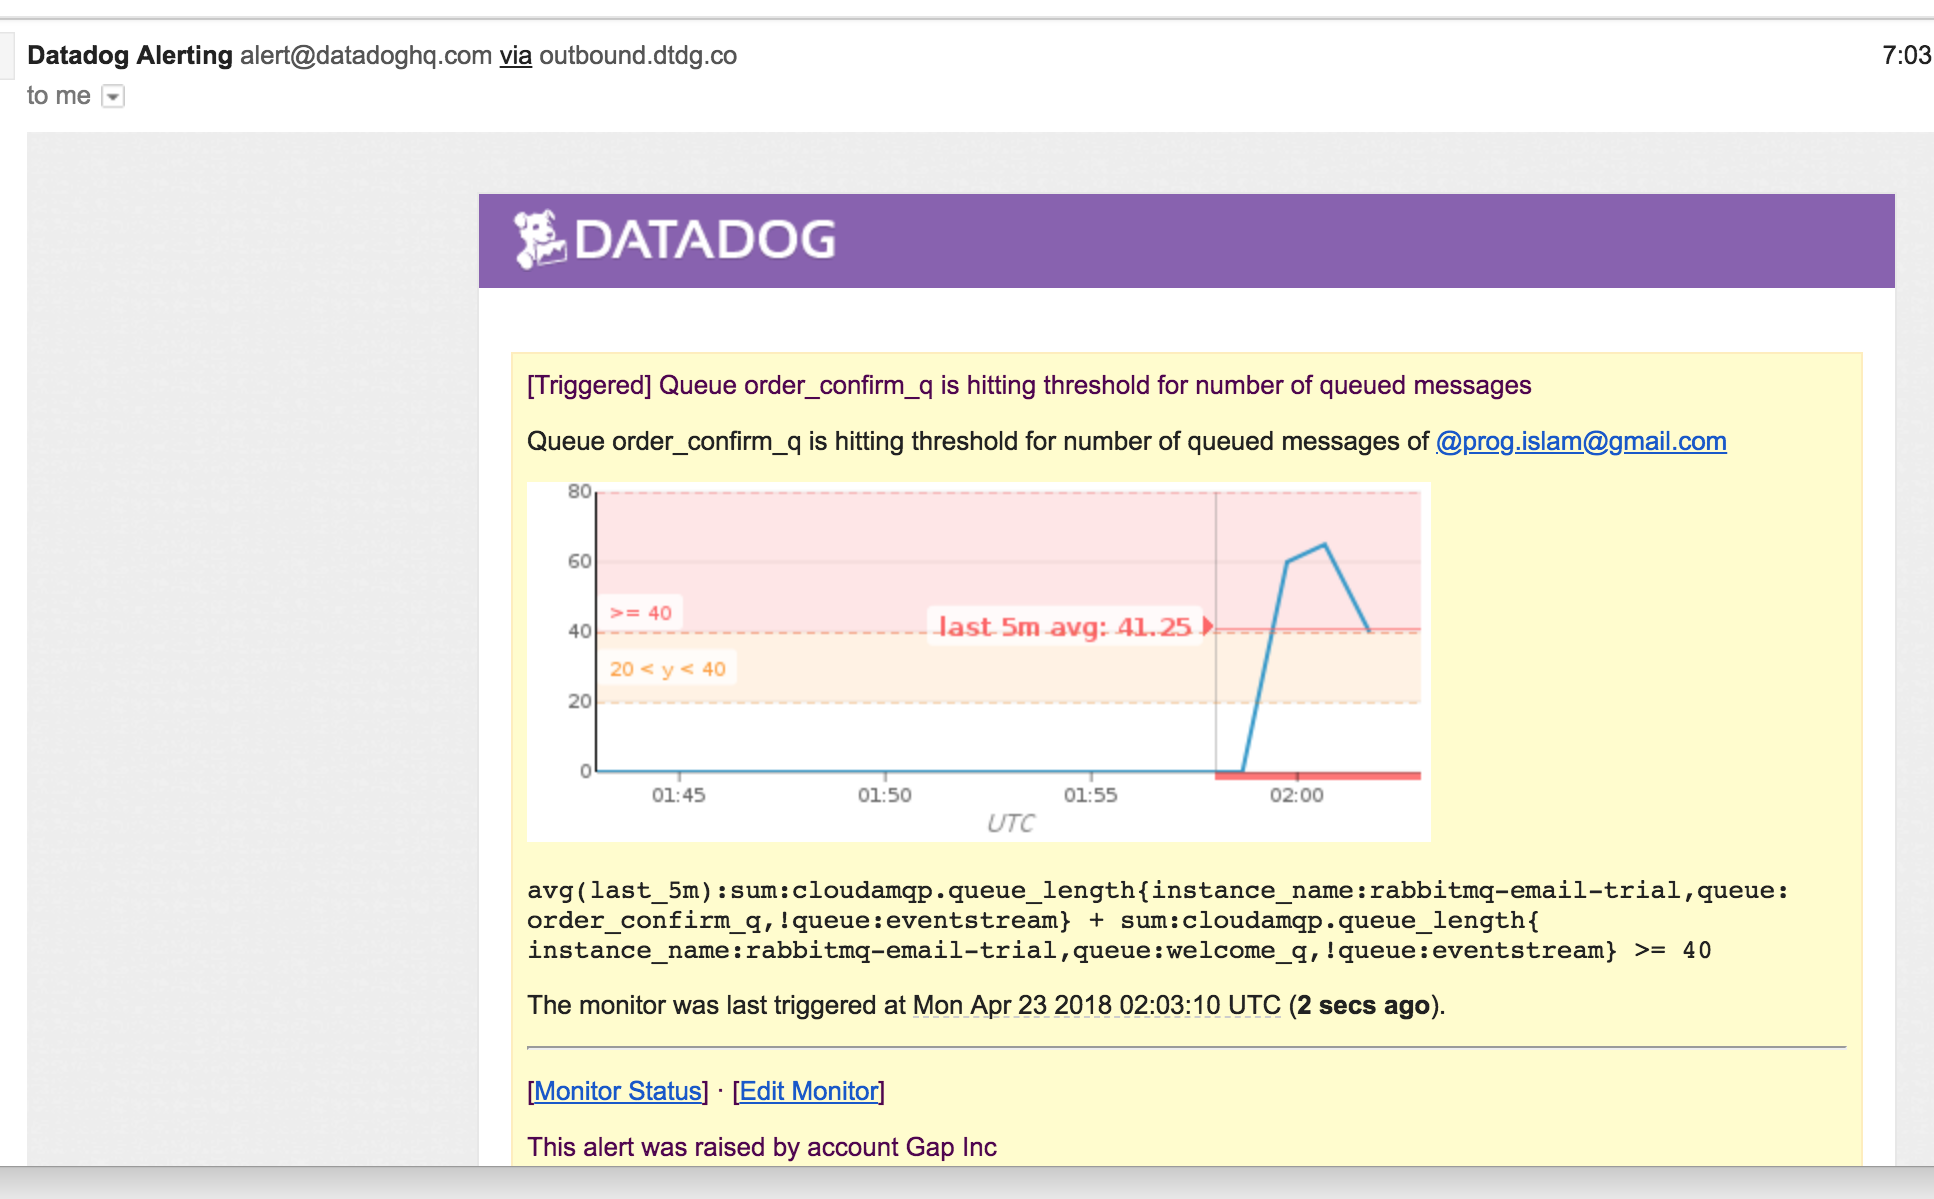 Datadog Alerting alert@datadoghq.com via outbound.dtdg.co
7:03
to me
DATADOG
[Triggered] Queue order_confirm_q is hitting threshold for number of queued messages
Queue order_confirm_q is hitting threshold for number of queued messages of @prog.islam@gmail.com
80
60
>= 40
40
last 5m avg: 41.25
20 < y < 40
20
0
01:45 01:50 01:55 02:00
UTC
avg(last_5m):sum:cloudamqp.queue_length{instance_name:rabbitmq-email-trial,queue:
order_confirm_q,!queue:eventstream} + sum:cloudamqp.queue_length{
instance_name:rabbitmq-email-trial,queue:welcome_q,!queue:eventstream} >= 40
The monitor was last triggered at Mon Apr 23 2018 02:03:10 UTC (2 secs ago).
[Monitor Status] · [Edit Monitor]
This alert was raised by account Gap Inc